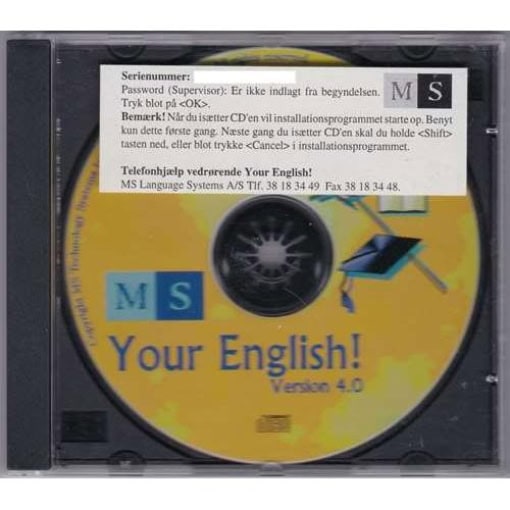 Serienummer:
Password (Supervisor): Er ikke indlagt fra begyndelsen.
Tryk blot på <OK>.
M S
Bemærk! Når du isætter CD'en vil installationsprogrammet starte op. Benyt
kun dette første gang. Næste gang du isætter CD'en skal du holde <Shift>
tasten ned, eller blot trykke <Cancel> i installationsprogrammet.
Telefonhjælp vedrørende Your English!
MS Language Systems A/S Tlf. 38 18 34 49 Fax 38 18 34 48.
Copyright MS Technology Systems
M S
Your English!
Version 4.0